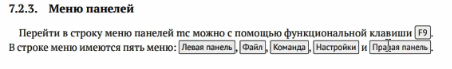 7.2.3. Меню панелей
Перейти в строку меню панелей mc можно с помощью функциональной клавиши F9.
В строке меню имеются пять меню: Левая панель, Файл, Команда, Настройки и Правая панель.